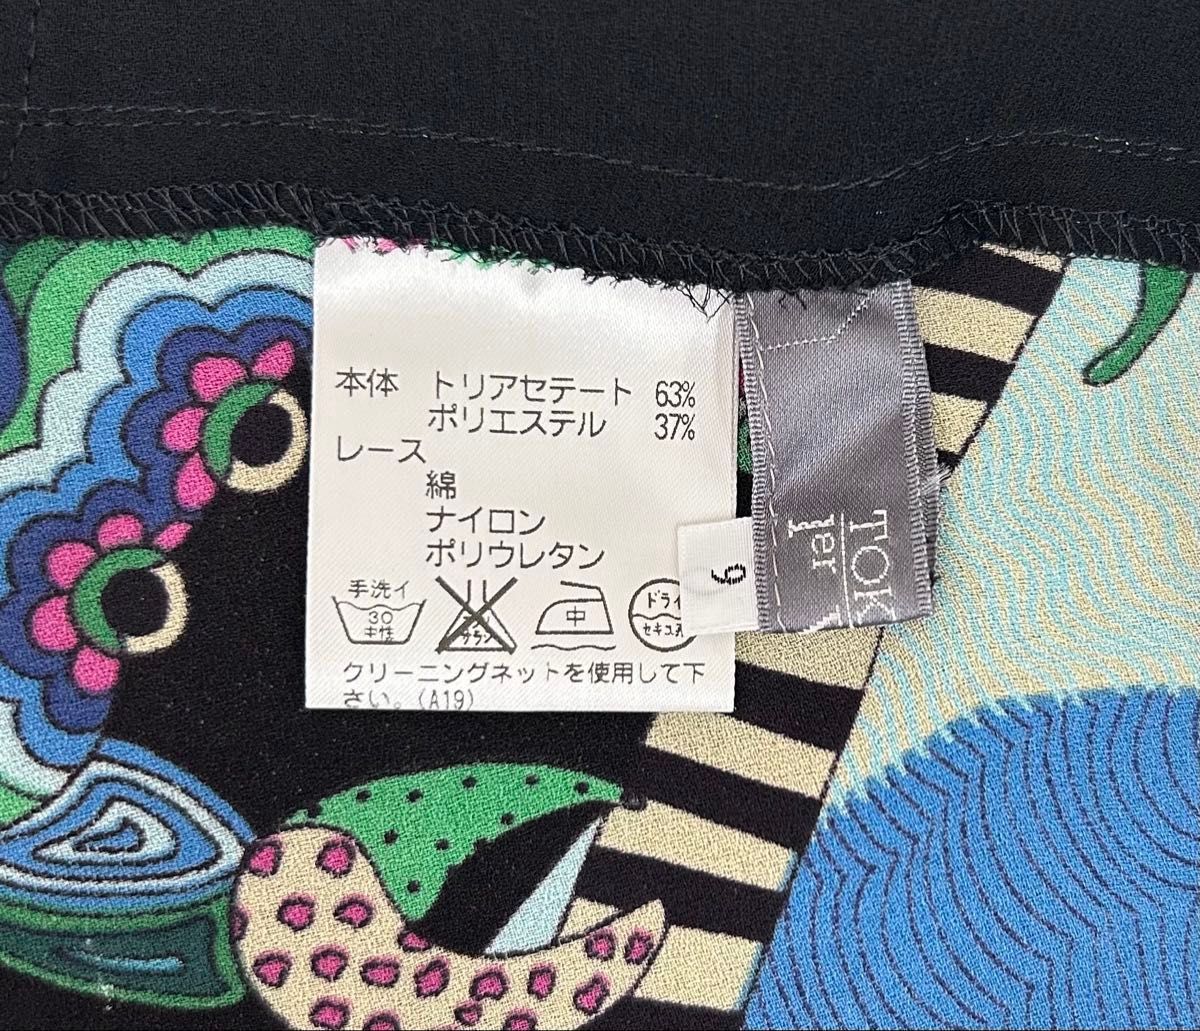 本体 トリアセテート 63%
ポリエステル 37%
レース
綿
ナイロン
ポリウレタン
手洗イ
30
中性
中
ドライ
セキユ系
クリーニングネットを使用して下
さい。(A19)
9
TOK
1er